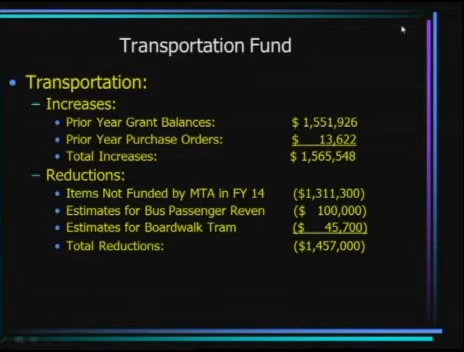 Transportation Fund
• Transportation:
– Increases:
• Prior Year Grant Balances: $ 1,551,926
• Prior Year Purchase Orders: $ 13,622
• Total Increases: $ 1,565,548
– Reductions:
• Items Not Funded by MTA in FY 14 ($1,311,300)
• Estimates for Bus Passenger Reven ($ 100,000)
• Estimates for Boardwalk Tram ($ 45,700)
• Total Reductions: ($1,457,000)